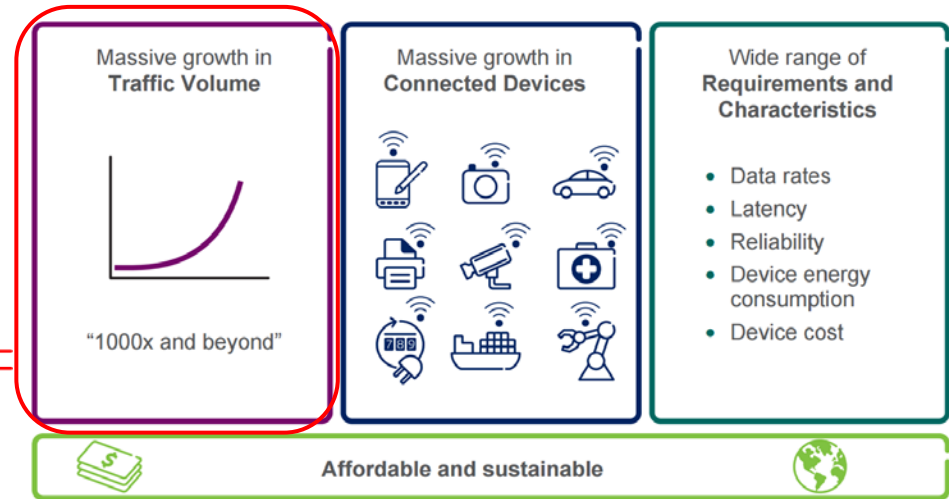 Massive growth in
Traffic Volume
"1000x and beyond"
Massive growth in
Connected Devices
789
Wide range of
Requirements and
Characteristics
• Data rates
• Latency
• Reliability
• Device energy
consumption
• Device cost
$
Affordable and sustainable